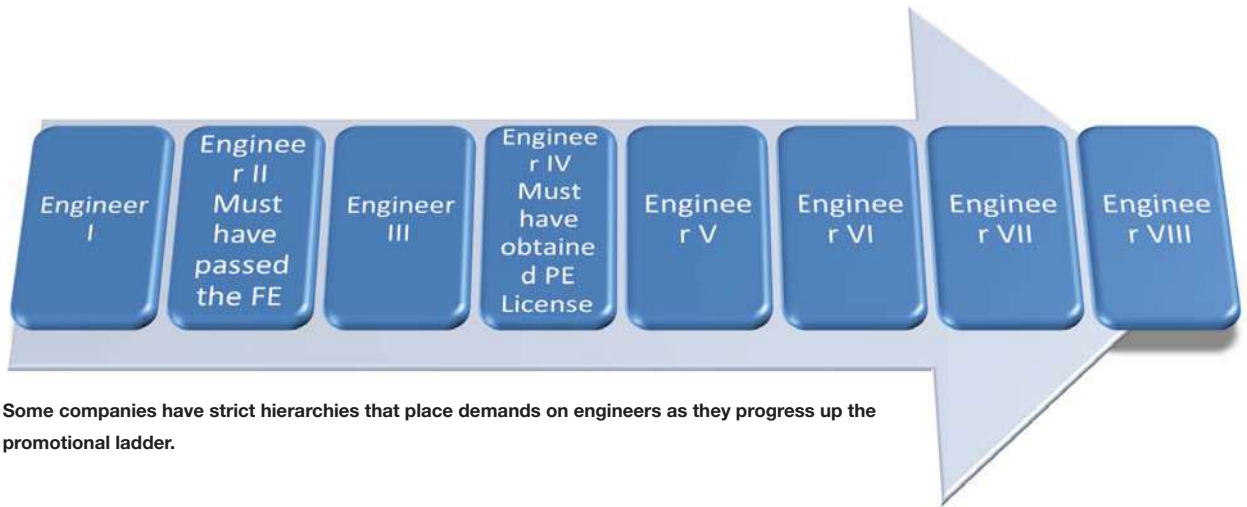 Engineer
I
Enginee
r II
Must
have
passed
the FE
Engineer
III
Enginee
r IV
Must
have
obtaine
d PE
License
Enginee
r V
Enginee
r VI
Enginee
r VII
Enginee
r VIII
Some companies have strict hierarchies that place demands on engineers as they progress up the
promotional ladder.